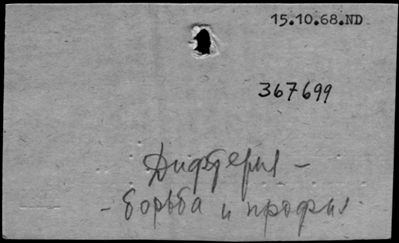 15.10.68.ND
367699
Дифтерия –
– борьба и профил.